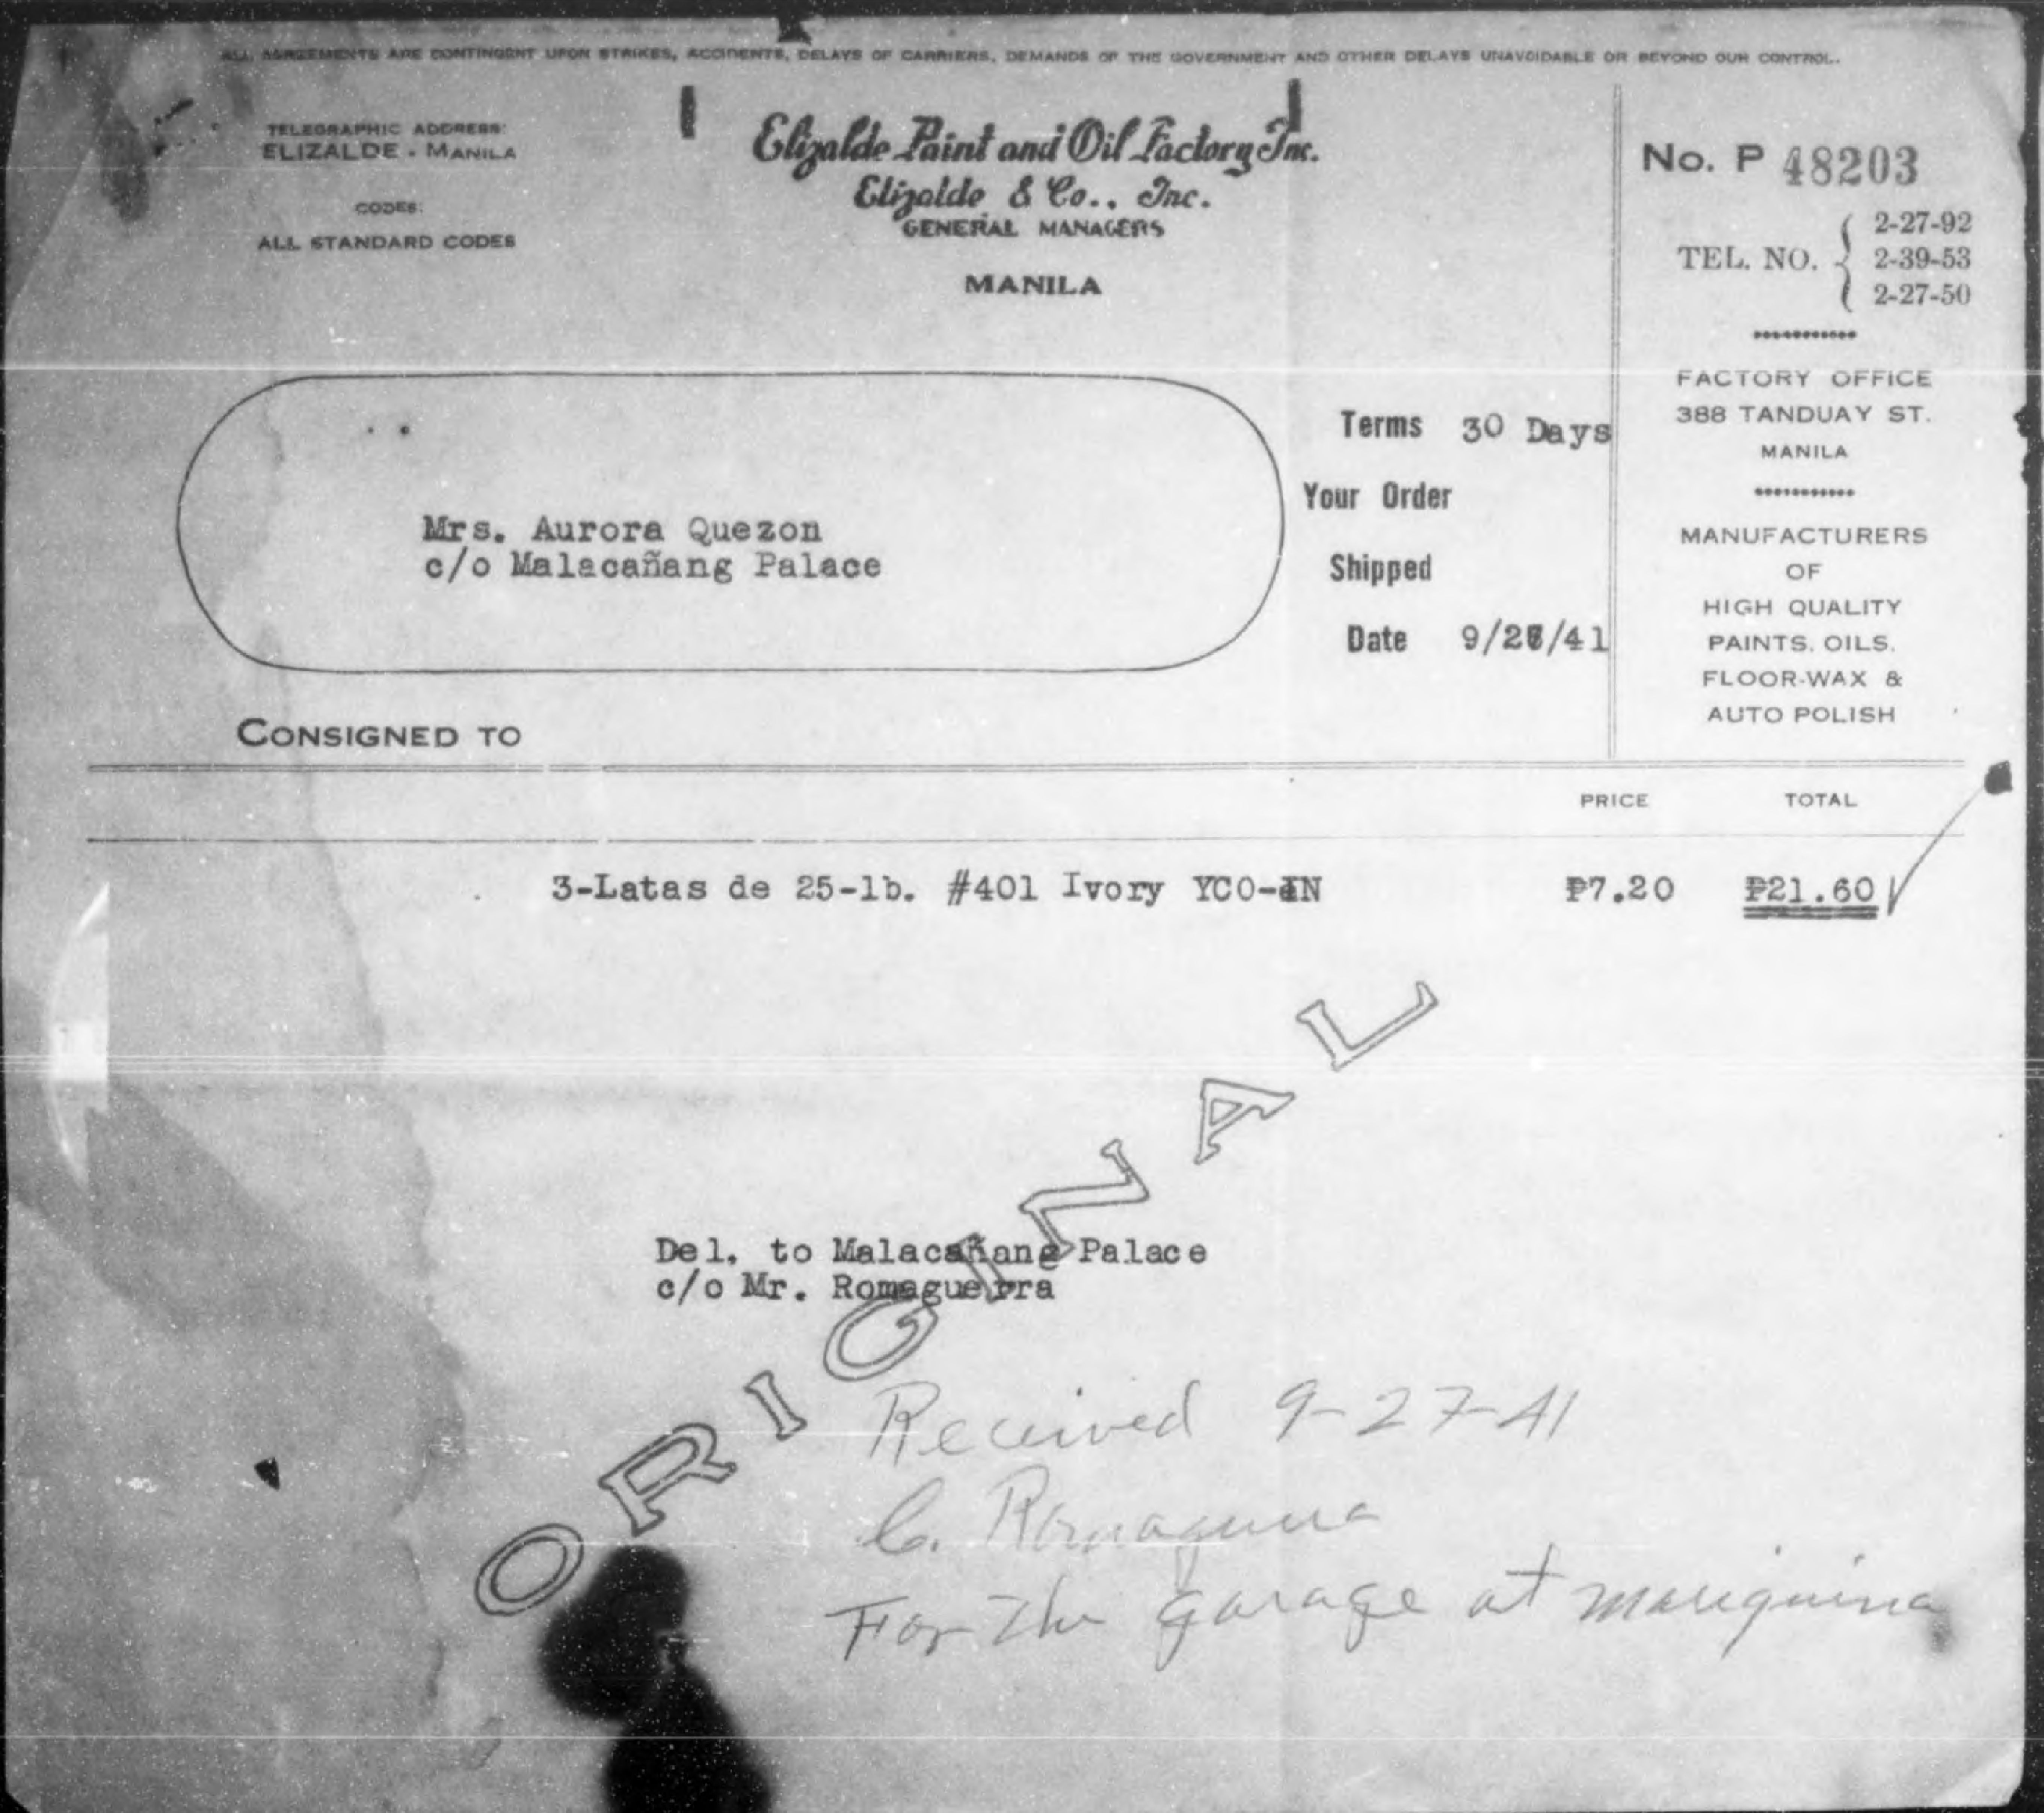 ALL AGREEMENTS ARE CONTINGENT UPON STRIKES, ACCIDENTS, DELAYS OF CARRIERS, DEMANDS OF THE GOVERNMENT AND OTHER DELAYS UNAVOIDABLE OR BEYOND OUR CONTROL.
TELEGRAPHIC ADDRESS:
ELIZALDE - MANILA
CODES:
ALL STANDARD CODES
Elizalde Paint and Oil Factory Inc.
Elizalde & Co., Inc.
GENERAL MANAGERS
MANILA
No. P 48203
TEL. NO. 2-27-92
2-39-53
2-27-50
FACTORY OFFICE
388 TANDUAY ST.
MANILA
MANUFACTURERS
OF
HIGH QUALITY
PAINTS. OILS.
FLOOR-WAX &
AUTO POLISH
Mrs. Aurora Quezon
c/o Malacañang Palace
Terms 30 Days
Your Order
Shipped
Date
CONSIGNED TO
PRICE TOTAL
3-Latas de 25-lb. #401 Ivory ₱7.20 ₱21.60
ORIGINAL
Del. to Malacañang Palace
c/o Mr. Romaguerra
Received 9-27-41
C.
For the garage at mariquina